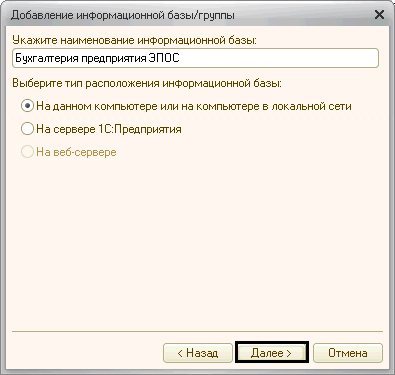 Добавление информационной базы/группы
Укажите наименование информационной базы:
Бухгалтерия предприятия ЭПОС
Выберите тип расположения информационной базы:
На данном компьютере или на компьютере в локальной сети
На сервере 1С:Предприятия
На веб-сервере
< Назад
Далее >
Отмена